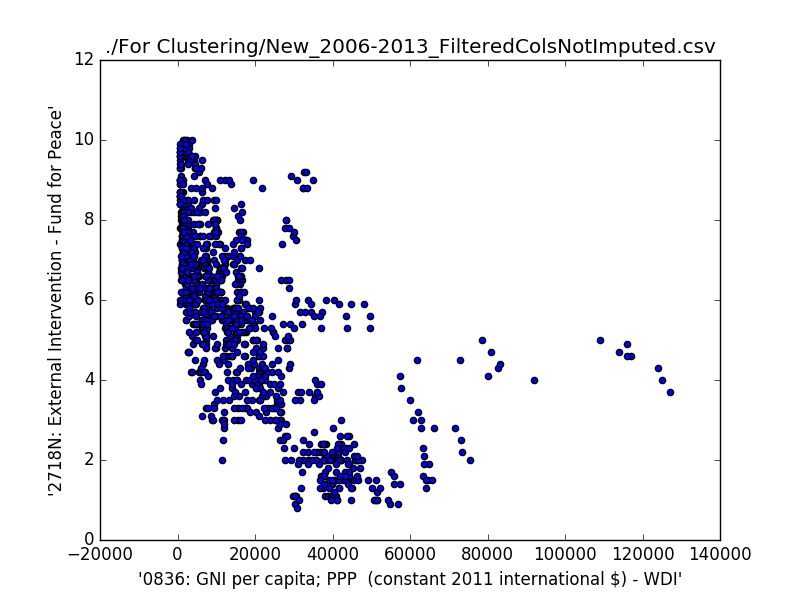 ./For Clustering/New_2006-2013_FilteredColsNotImputed.csv
12
10
8
6
4
2
0
'2718N: External Intervention - Fund for Peace'
−20000 0 20000 40000 60000 80000 100000 120000 140000
'0836: GNI per capita; PPP  (constant 2011 international $) - WDI'